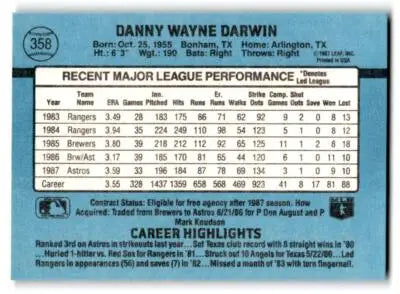 358
DANNY WAYNE DARWIN
Born: Oct. 25, 1955 Bonham, TX Home: Arlington, TX
Ht.: 6' 3" Wgt.: 190 Bats: Right Throws: Right
© 1987 LEAF, INC.
Printed in USA
RECENT MAJOR LEAGUE PERFORMANCE *Denotes Led League
Year Team Name ERA Games Inn. Pitched Hits Runs Er. Runs Walks Strike Outs Comp. Games Shut Outs Save Won Lost
1983 Rangers 3.49 28 183 175 86 71 62 92 9 2 0 8 13
1984 Rangers 3.94 35 224 249 110 98 54 123 5 1 0 8 12
1985 Brewers 3.80 39 218 212 112 92 65 125 11 1 2 8 18
1986 Brw/Ast 3.17 39 185 170 81 65 44 120 6 1 0 11 10
1987 Astros 3.59 33 196 184 87 78 69 134 3 1 0 9 10
Career 3.55 328 1437 1359 658 568 469 923 41 8 17 81 88
Contract Status: Eligible for free agency after 1987 season. How
Acquired: Traded from Brewers to Astros 8/21/86 for P Don August and P
Mark Knudson
CAREER HIGHLIGHTS
Ranked 3rd on Astros in strikeouts last year...Set Texas club record with 8 straight wins in '80
...Hurled 1-hitter vs. Red Sox for Rangers in '81...Struck out 10 Angels for Texas 5/22/80...Led
Rangers in appearances (56) and saves (7) in '82...Missed a month of '83 with torn fingernail.